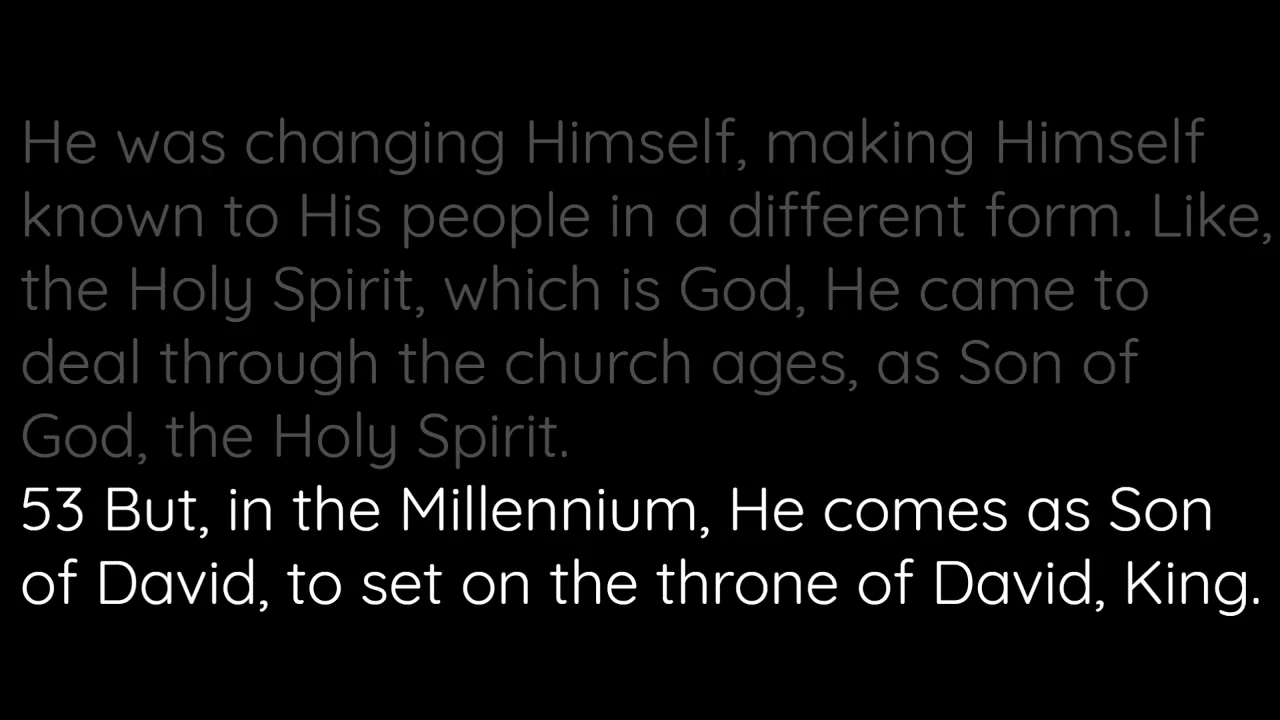 He was changing Himself, making Himself
known to His people in a different form. Like,
the Holy Spirit, which is God, He came to
deal through the church ages, as Son of
God, the Holy Spirit.
53 But, in the Millennium, He comes as Son
of David, to set on the throne of David, King.